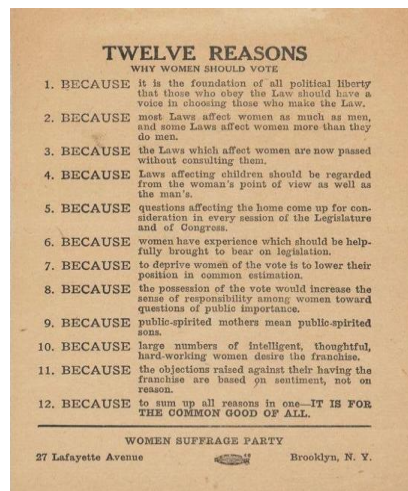 TWELVE REASONS
WHY WOMEN SHOULD VOTE
1. BECAUSE it is the foundation of all political liberty
that those who obey the Law should have a
voice in choosing those who make the Law.
2. BECAUSE most Laws affect women as much as men,
and some Laws affect women more than they
do men.
3. BECAUSE the Laws which affect women are now passed
without consulting them.
4. BECAUSE Laws affecting children should be regarded
from the woman's point of view as well as
the man's.
5. BECAUSE questions affecting the home come up for con-
sideration in every session of the Legislature
and of Congress.
6. BECAUSE women have experience which should be help-
fully brought to bear on legislation.
7. BECAUSE to deprive women of the vote is to lower their
position in common estimation.
8. BECAUSE the possession of the vote would increase the
sense of responsibility among women toward
questions of public importance.
9. BECAUSE public-spirited mothers mean public-spirited
sons.
10. BECAUSE large numbers of intelligent, thoughtful,
hard-working women desire the franchise.
11. BECAUSE the objections raised against their having the
franchise are based on sentiment, not on
reason.
12. BECAUSE to sum up all reasons in one—IT IS FOR
THE COMMON GOOD OF ALL.
WOMEN SUFFRAGE PARTY
27 Lafayette Avenue Brooklyn, N. Y.